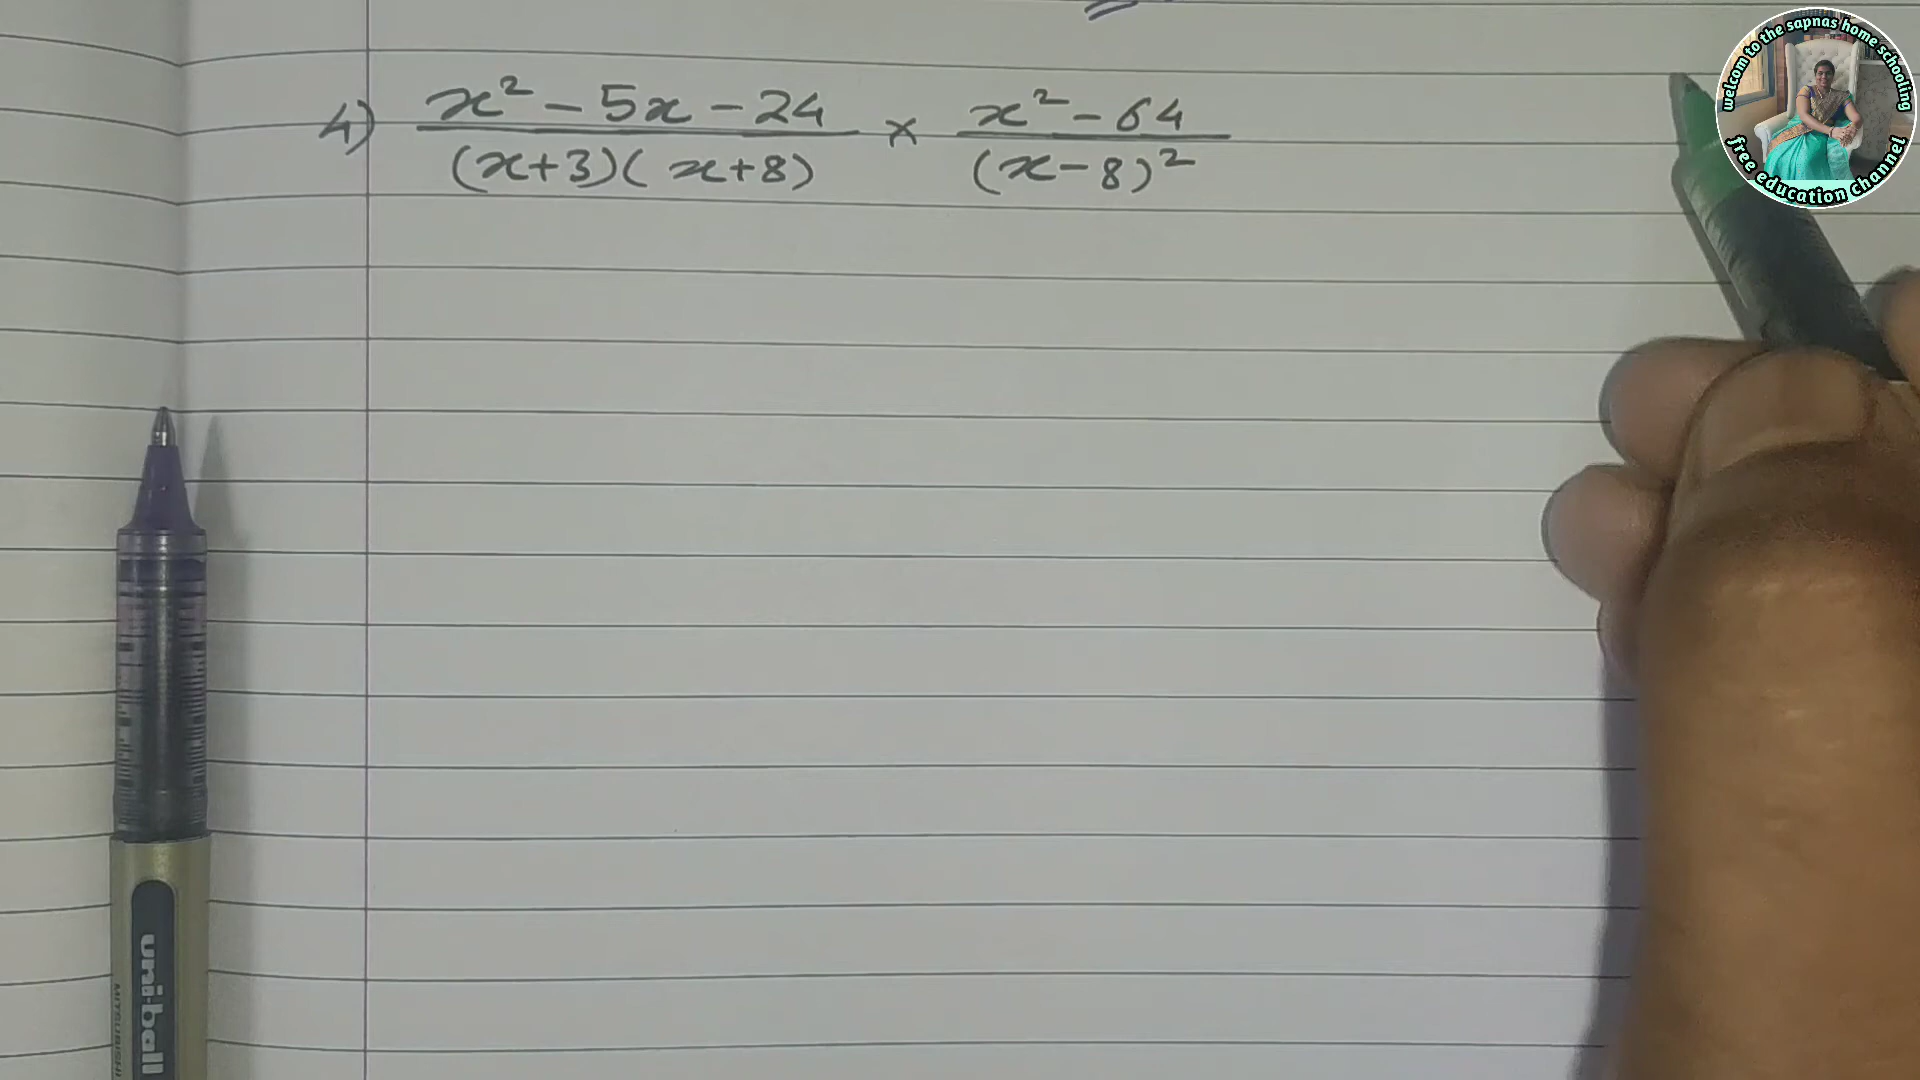 welcom to the sapnas home schooling
free education channel
4) x² - 5x - 24 / (x+3)(x+8) × x² - 64 / (x-8)²
uni-ball